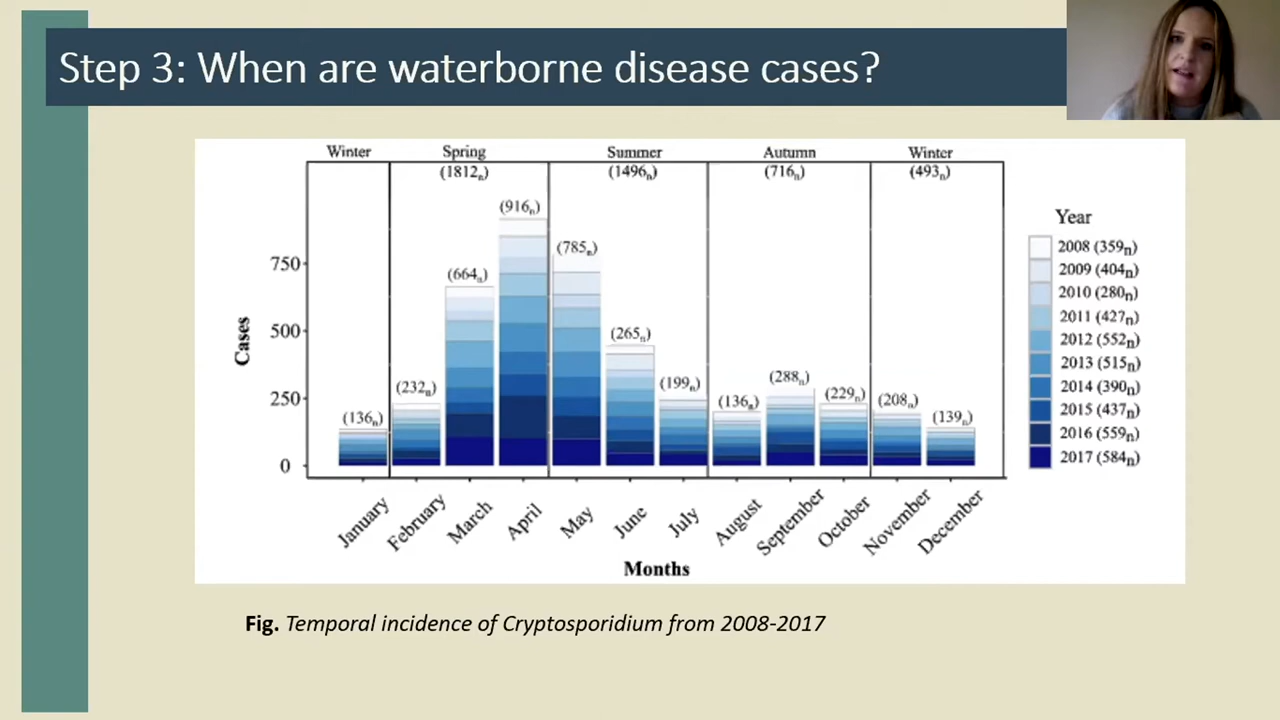 Step 3: When are waterborne disease cases?
Winter Spring Summer Autumn Winter
(1812n) (1496n) (716n) (493n)
(916n)
(785n)
(664n)
(265n)
(232n)
(199n)
(288n)
(229n)
(136n)
(136n)
(208n)
(139n)
Cases
750
500
250
0
January February March April May June July August September October November December
Months
Year
2008 (359n)
2009 (404n)
2010 (280n)
2011 (427n)
2012 (552n)
2013 (515n)
2014 (390n)
2015 (437n)
2016 (559n)
2017 (584n)
Fig. Temporal incidence of Cryptosporidium from 2008-2017